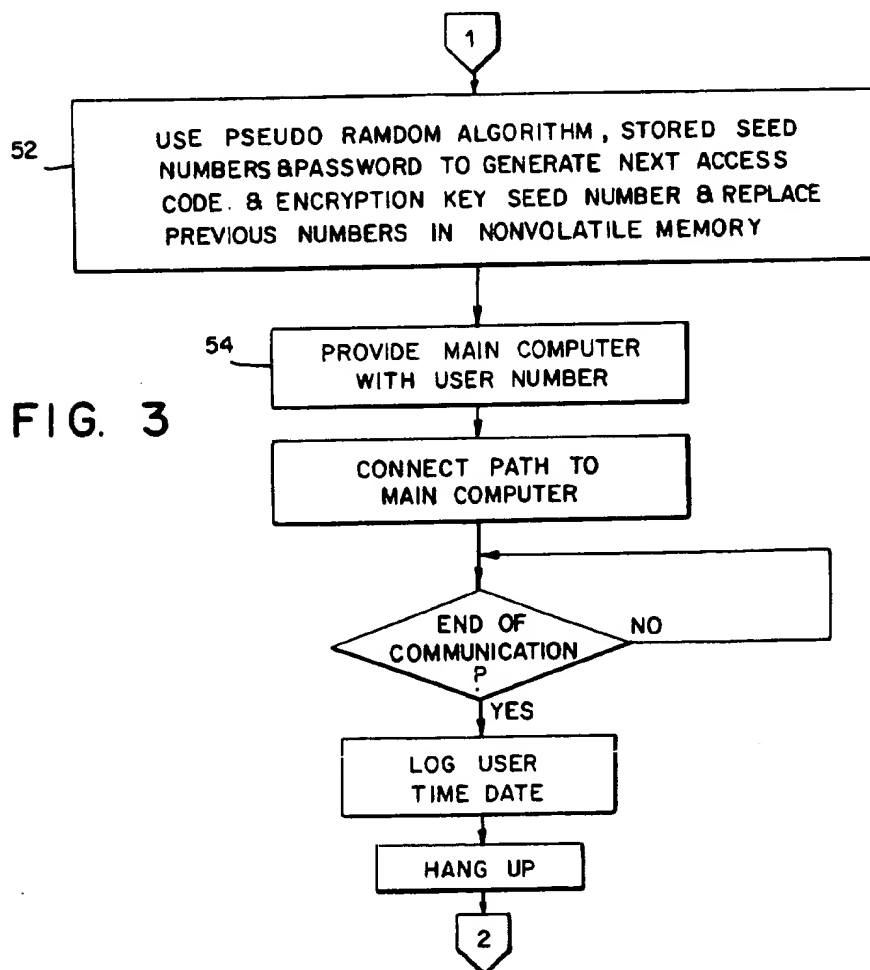 1
52
USE PSEUDO RAMDOM ALGORITHM, STORED SEED
NUMBERS & PASSWORD TO GENERATE NEXT ACCESS
CODE. & ENCRYPTION KEY SEED NUMBER & REPLACE
PREVIOUS NUMBERS IN NONVOLATILE MEMORY
54
PROVIDE MAIN COMPUTER
WITH USER NUMBER
FIG. 3
CONNECT PATH TO
MAIN COMPUTER
END OF
COMMUNICATION
?
NO
YES
LOG USER
TIME DATE
HANG UP
2